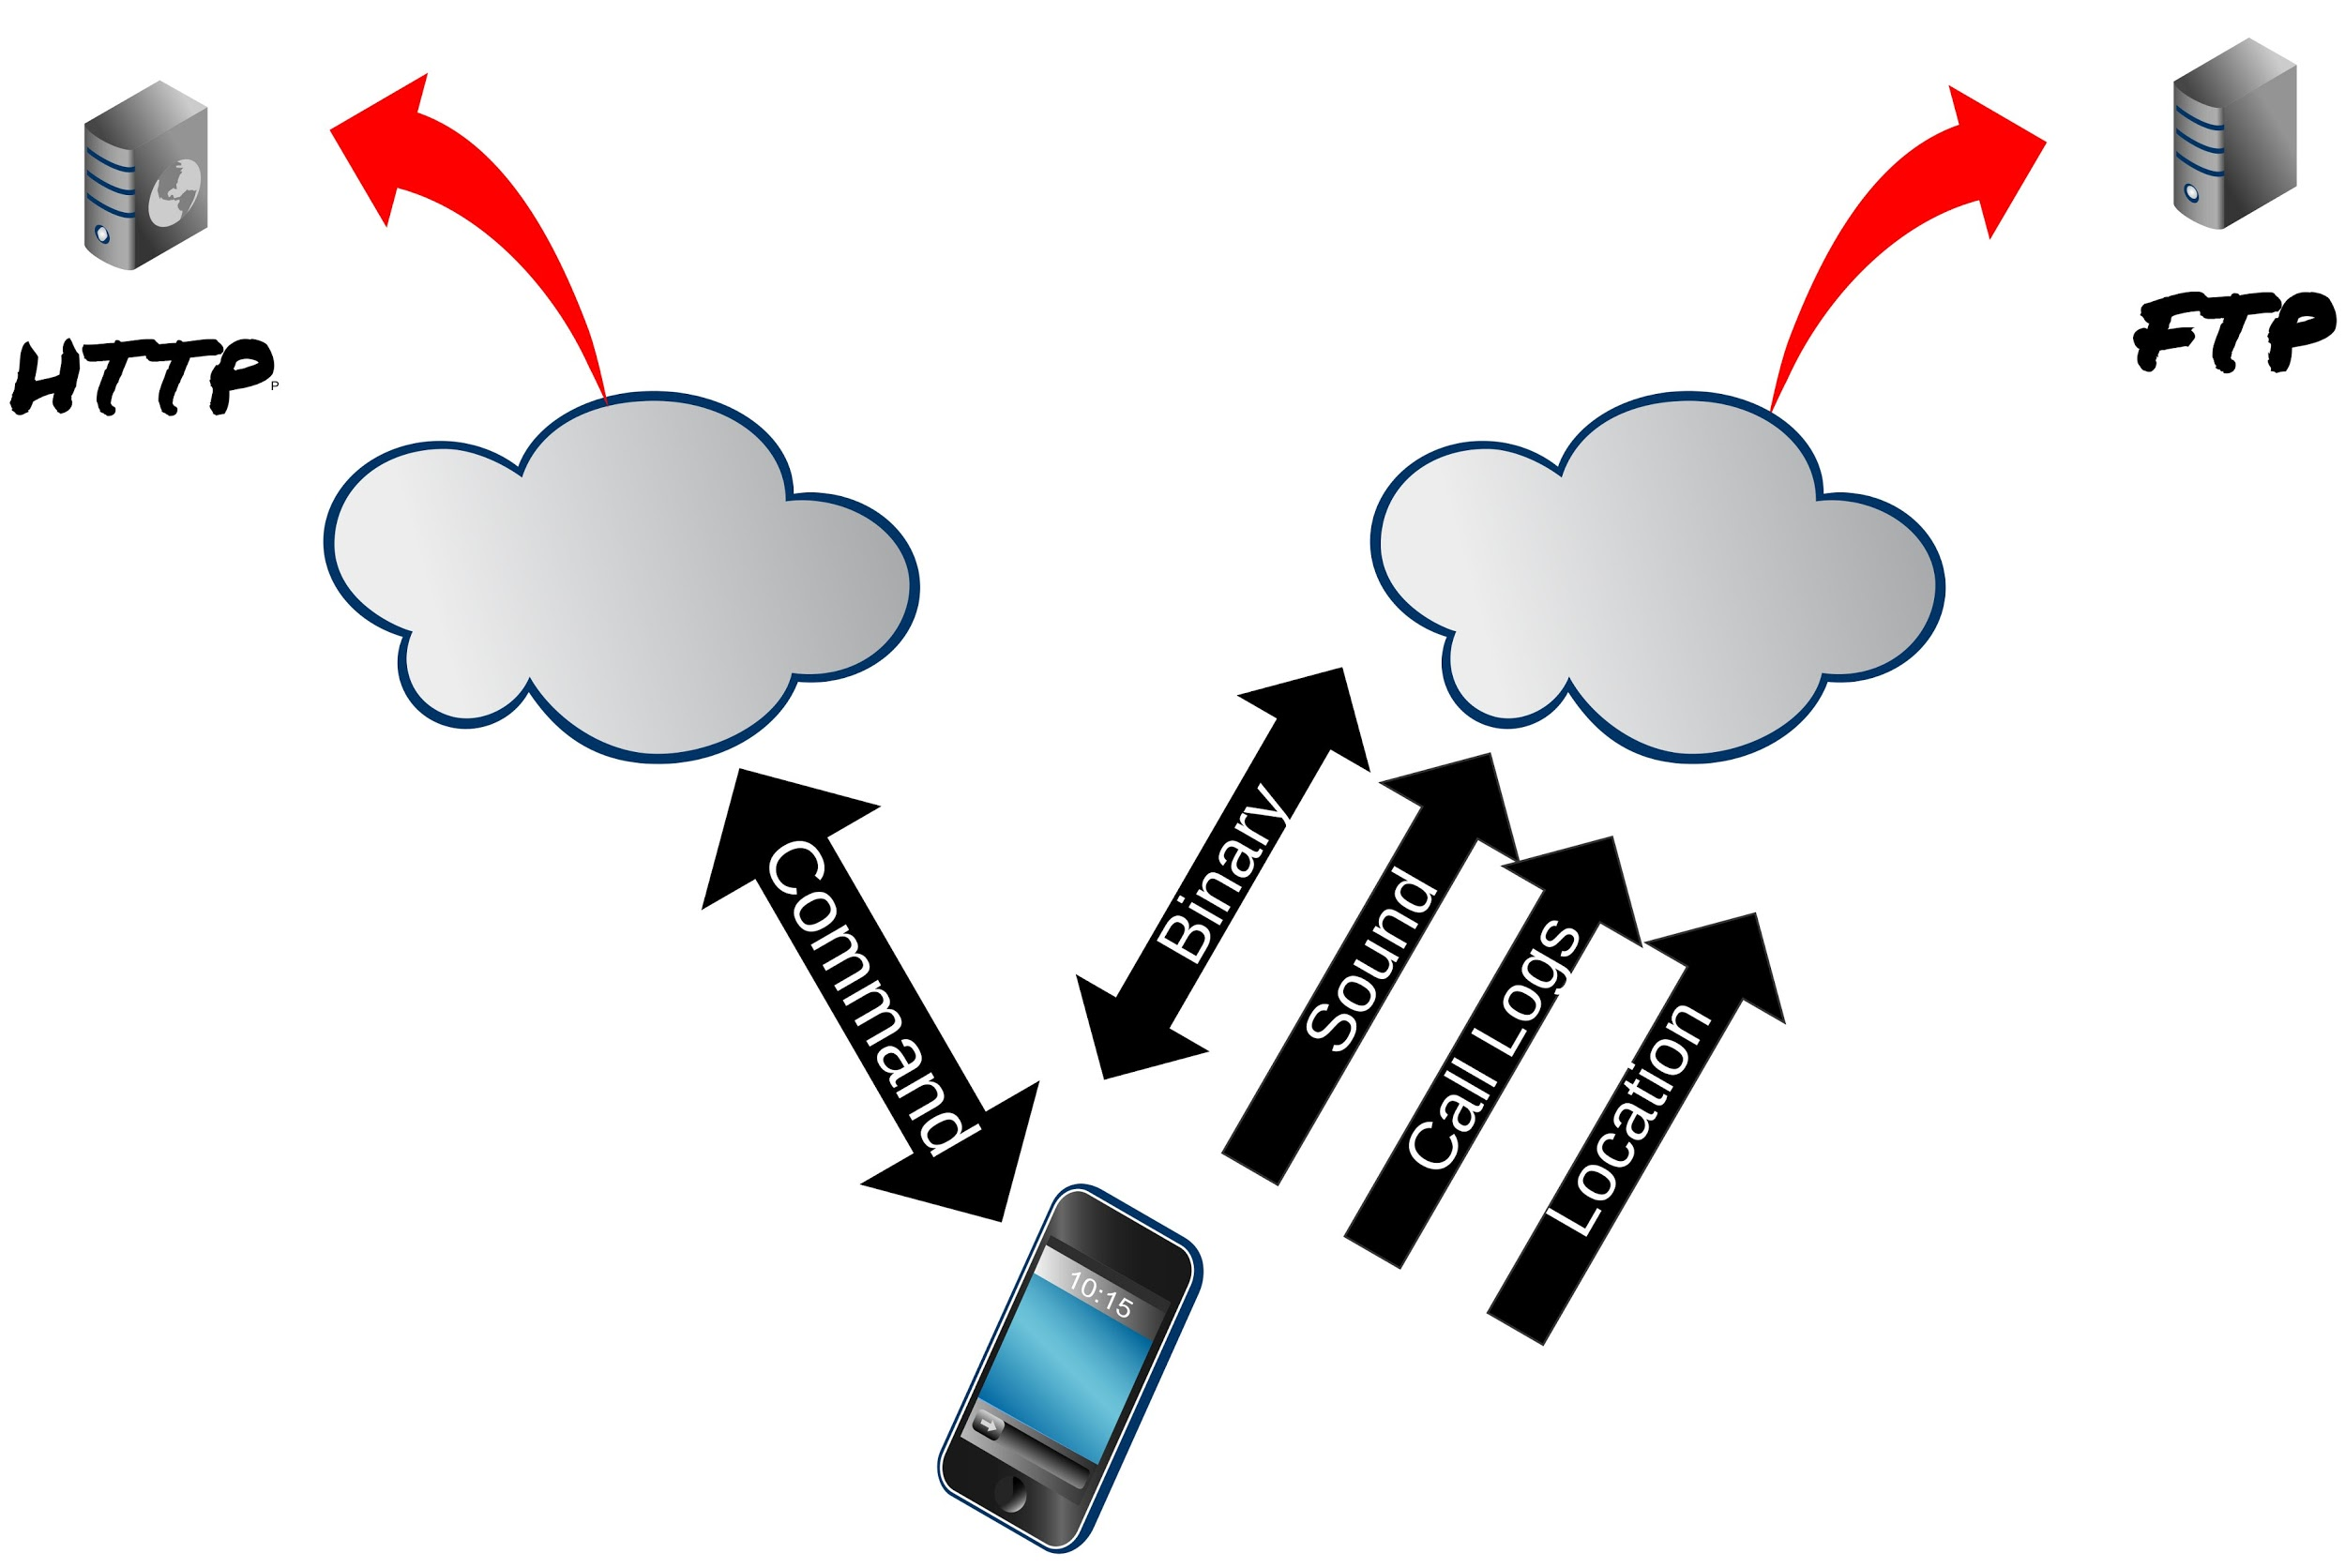 HTTP
P
FTP
Command
Binary
Sound
Call Logs
Location
10:15